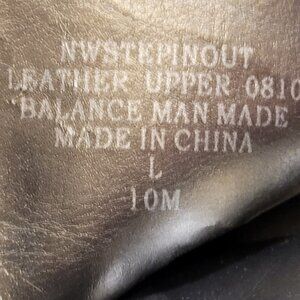 NWSTEPINOUT
LEATHER UPPER 0810
BALANCE MAN MADE
MADE IN CHINA
L
10M